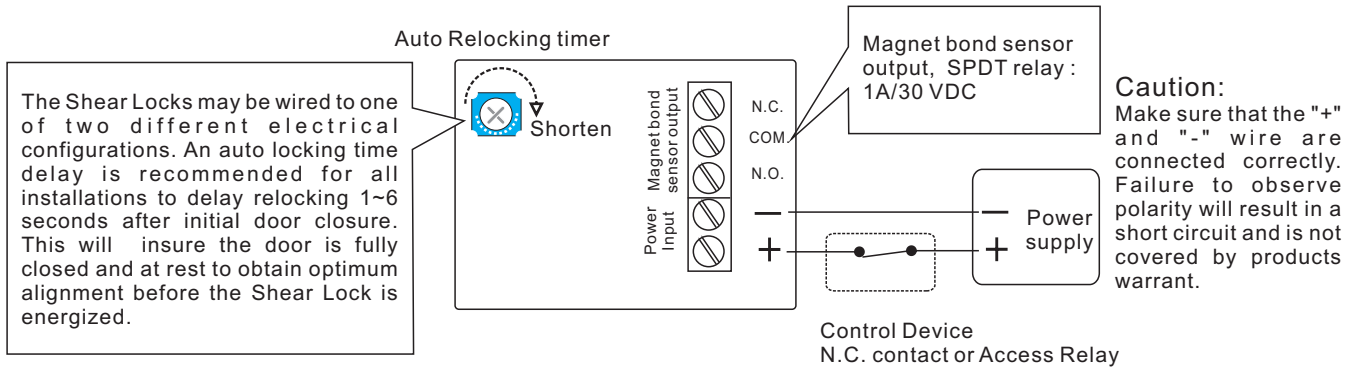 Auto Relocking timer
The Shear Locks may be wired to one
of two different electrical
configurations. An auto locking time
delay is recommended for all
installations to delay relocking 1~6
seconds after initial door closure.
This will insure the door is fully
closed and at rest to obtain optimum
alignment before the Shear Lock is
energized.
Shorten
Magnet bond
sensor output
Power
Input
N.C.
COM.
N.O.
−
+
Magnet bond sensor
output, SPDT relay :
1A/30 VDC
−
+
Power
supply
Control Device
N.C. contact or Access Relay
Caution:
Make sure that the "+"
and "-" wire are
connected correctly.
Failure to observe
polarity will result in a
short circuit and is not
covered by products
warrant.